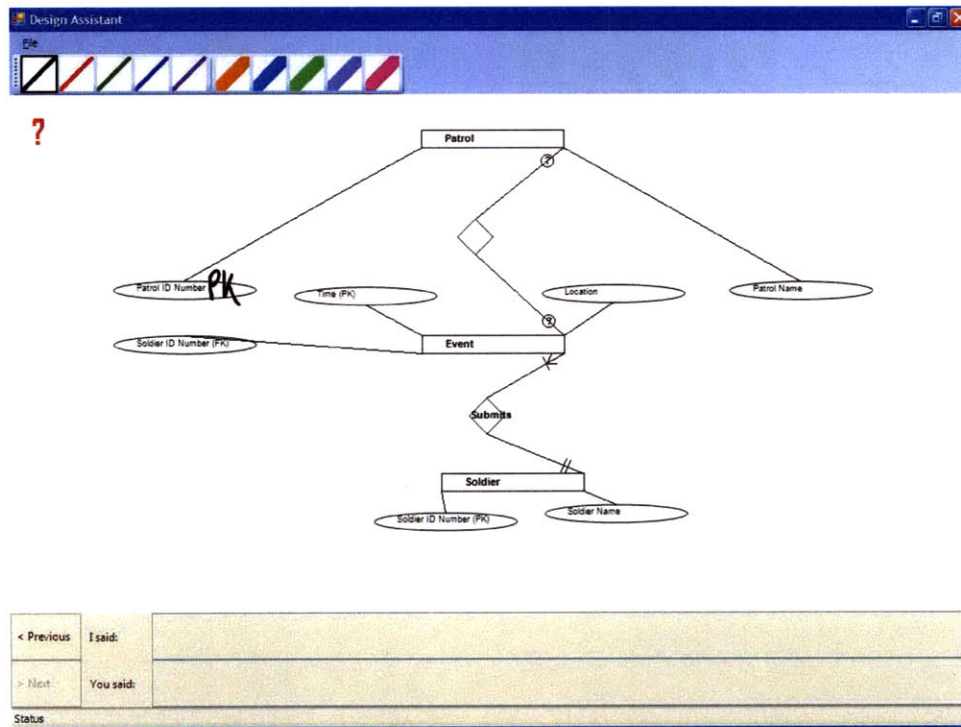 Design Assistant
File
?
Patrol
?
Patrol ID Number PK
Time (PK)
Location
Patrol Name
?
Soldier ID Number (FK)
Event
Submits
Soldier
Soldier ID Number (PK)
Soldier Name
< Previous
I said:
> Next
You said:
Status